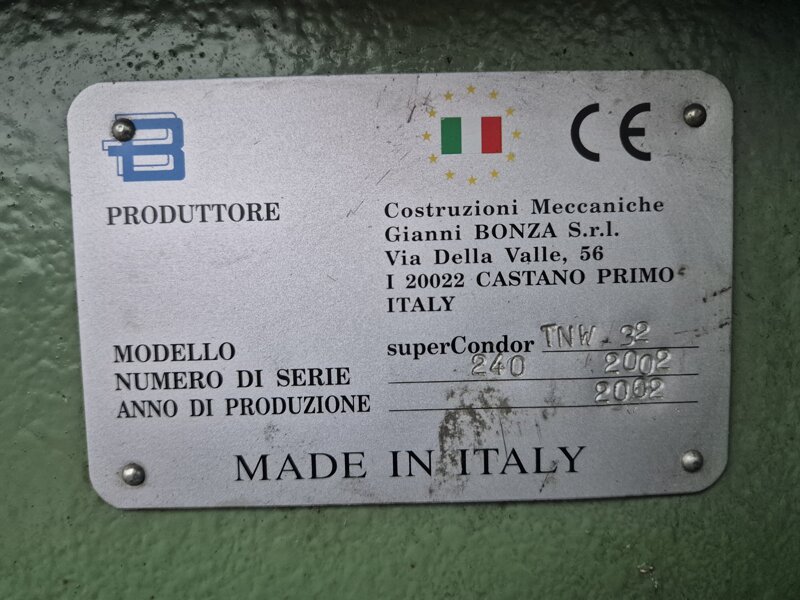 B
CE
PRODUTTORE
Costruzioni Meccaniche
Gianni BONZA S.r.l.
Via Della Valle, 56
I 20022 CASTANO PRIMO
ITALY
MODELLO superCondor TNW-32
NUMERO DI SERIE 240 2002
ANNO DI PRODUZIONE 2002
MADE IN ITALY